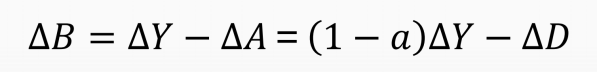 ΔB = ΔY − ΔA = (1 − a)ΔY − ΔD